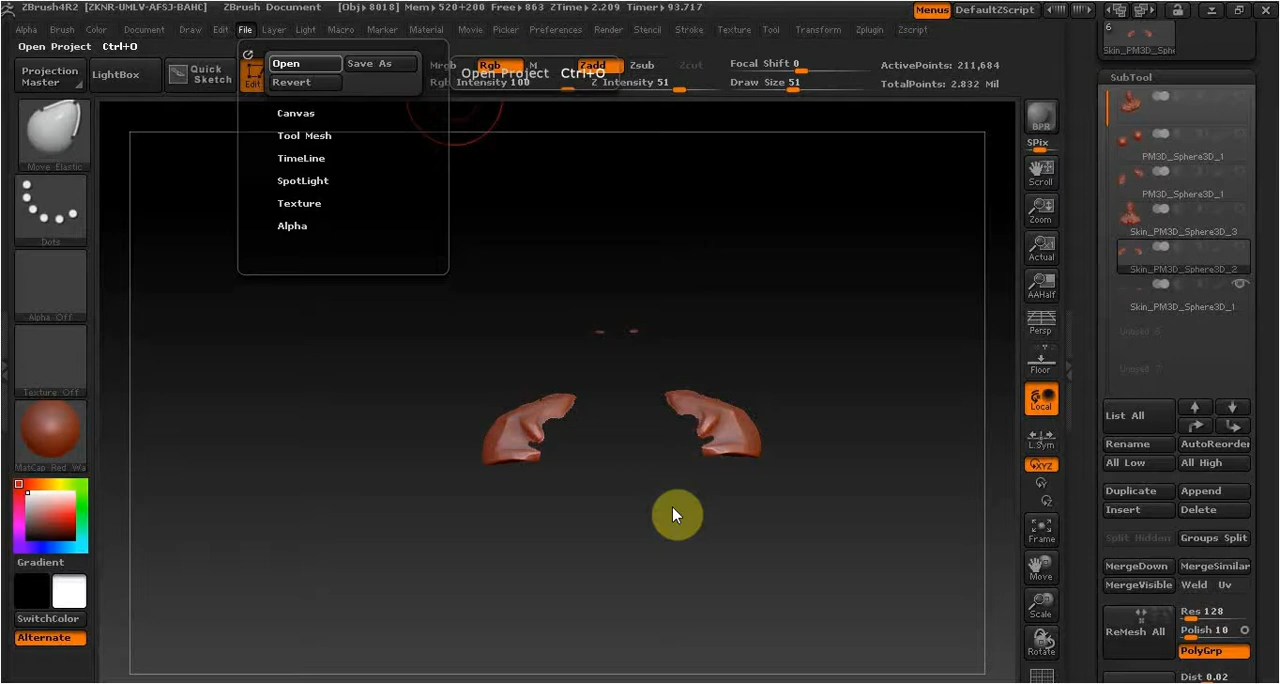 ZBrush4R2 [ZKNR-UMLV-AFSJ-BAHC] ZBrush Document [Obj] 8018] Mem▸520+200 Free▸863 ZTime▸2.209 Timer▸93.717 Menus DefaultZScript
Alpha Brush Color Document Draw Edit File Layer Light Macro Marker Material Movie Picker Preferences Render Stencil Stroke Texture Tool Transform Zplugin Zscript
Open Project Ctrl+O
Projection Master
LightBox
Quick Sketch
Edit
Open Save As
Revert
Canvas
Tool Mesh
TimeLine
SpotLight
Texture
Alpha
Mrgb Rgb M Zadd Zsub Zcut
Open Project Ctrl+O
Intensity 100 Z Intensity 51
Focal Shift 0
Draw Size 51
ActivePoints: 211,684
TotalPoints: 2.832 Mil
Move Elastic
Dots
Alpha Off
Texture Off
MatCap Red Wa
Gradient
SwitchColor
Alternate
BPR
SPix
Scroll
Zoom
Actual
AAHalf
Persp
Floor
Local
L.Sym
XYZ
Y
Z
Frame
Move
Scale
Rotate
6
Skin_PM3D_Sphere
SubTool
PM3D_Sphere3D_1
PM3D_Sphere3D_1
Skin_PM3D_Sphere3D_3
Skin_PM3D_Sphere3D_2
Skin_PM3D_Sphere3D_1
Unused 6
Unused 7
List All
Rename AutoReorder
All Low All High
Duplicate Append
Insert Delete
Split Hidden Groups Split
MergeDown MergeSimilar
MergeVisible Weld Uv
ReMesh All
Res 128
Polish 10
PolyGrp
Dist 0.02